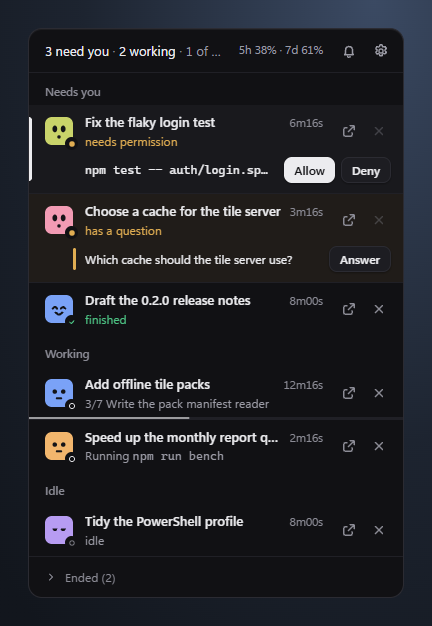 3 need you · 2 working · 1 of ...
5h 38% · 7d 61%
Needs you
Fix the flaky login test
6m16s
needs permission
npm test -- auth/login.sp…
Allow
Deny
Choose a cache for the tile server
3m16s
has a question
Which cache should the tile server use?
Answer
Draft the 0.2.0 release notes
8m00s
finished
Working
Add offline tile packs
12m16s
3/7 Write the pack manifest reader
Speed up the monthly report q...
2m16s
Running npm run bench
Idle
Tidy the PowerShell profile
8m00s
idle
Ended (2)